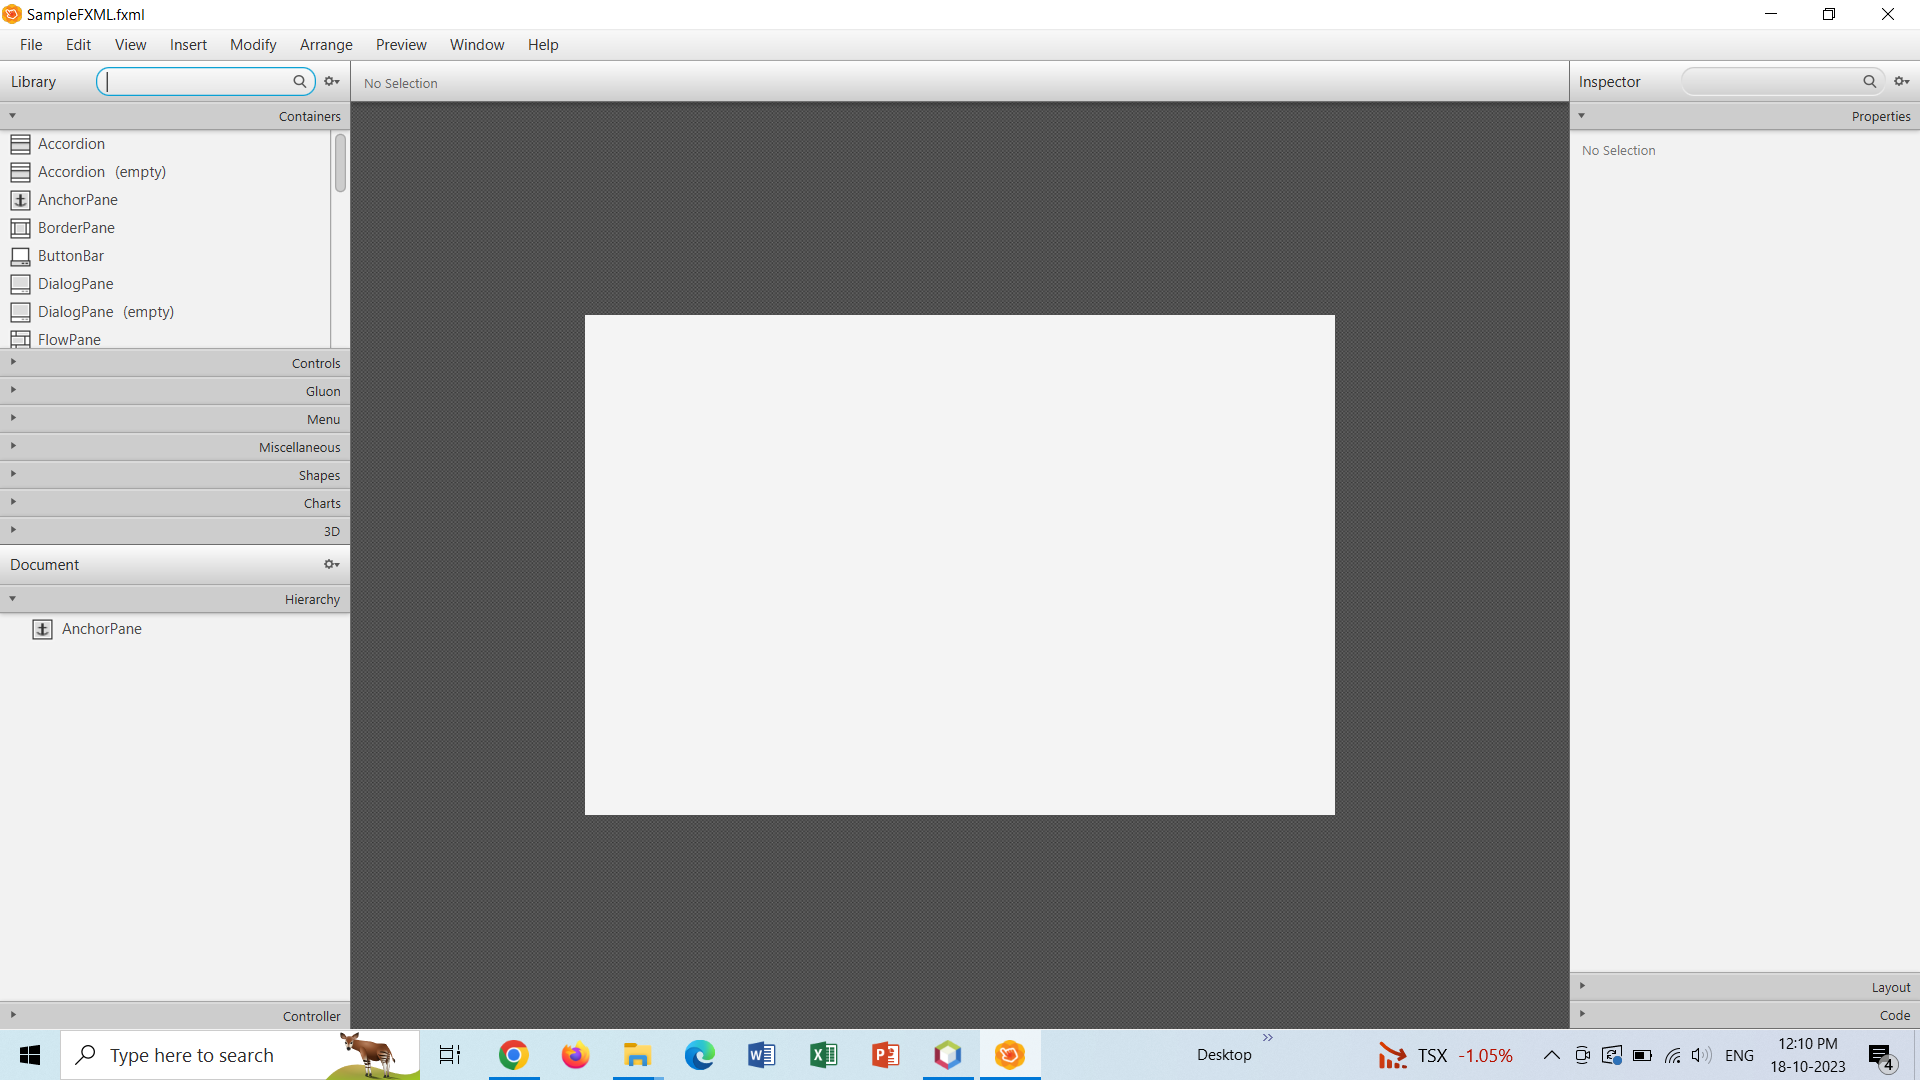 SampleFXML.fxml
File Edit View Insert Modify Arrange Preview Window Help
Library
No Selection
Inspector
Containers
Accordion
Accordion (empty)
AnchorPane
BorderPane
ButtonBar
DialogPane
DialogPane (empty)
FlowPane
Controls
Gluon
Menu
Miscellaneous
Shapes
Charts
3D
Document
Hierarchy
AnchorPane
Controller
Properties
No Selection
Layout
Code
Type here to search
Desktop
TSX -1.05%
ENG
12:10 PM
18-10-2023
4